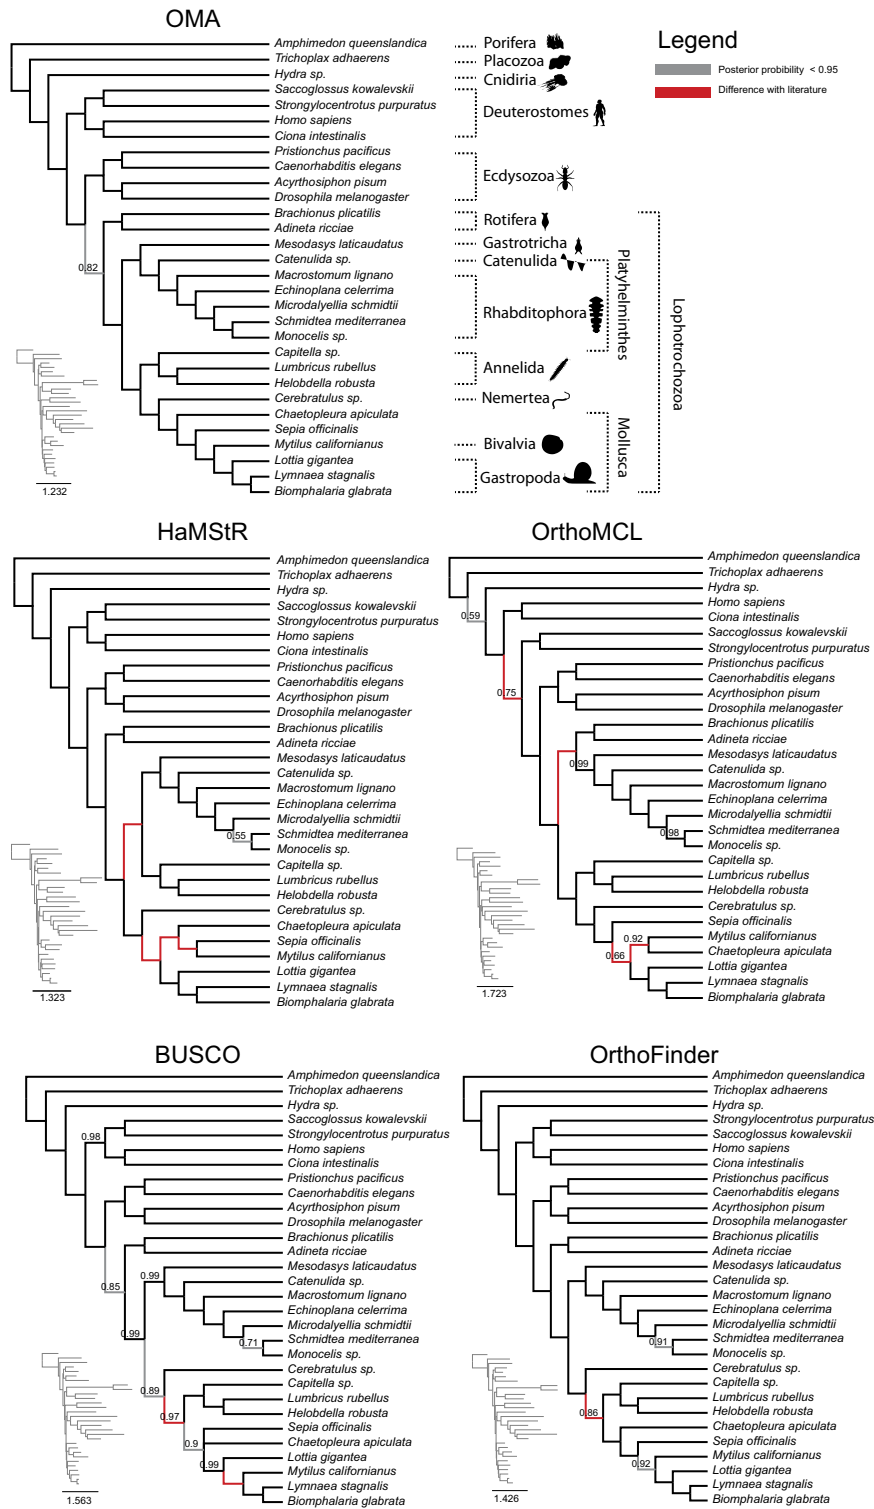 OMA
Amphimedon queenslandica
Trichoplax adhaerens
Hydra sp.
Saccoglossus kowalevskii
Strongylocentrotus purpuratus
Homo sapiens
Ciona intestinalis
Pristionchus pacificus
Caenorhabditis elegans
Acyrthosiphon pisum
Drosophila melanogaster
Brachionus plicatilis
Adineta ricciae
Mesodasys laticaudatus
Catenulida sp.
Macrostomum lignano
Echinoplana celerrima
Microdalyellia schmidtii
Schmidtea mediterranea
Monocelis sp.
Capitella sp.
Lumbricus rubellus
Helobdella robusta
Cerebratulus sp.
Chaetopleura apiculata
Sepia officinalis
Mytilus californianus
Lottia gigantea
Lymnaea stagnalis
Biomphalaria glabrata
0.82
1.232
Porifera
Placozoa
Cnidiria
Deuterostomes
Ecdysozoa
Rotifera
Gastrotricha
Catenulida
Rhabditophora
Annelida
Nemertea
Bivalvia
Gastropoda
Platyhelminthes
Mollusca
Lophotrochozoa
Legend
Posterior probibility < 0.95
Difference with literature
HaMStR
Amphimedon queenslandica
Trichoplax adhaerens
Hydra sp.
Saccoglossus kowalevskii
Strongylocentrotus purpuratus
Homo sapiens
Ciona intestinalis
Pristionchus pacificus
Caenorhabditis elegans
Acyrthosiphon pisum
Drosophila melanogaster
Brachionus plicatilis
Adineta ricciae
Mesodasys laticaudatus
Catenulida sp.
Macrostomum lignano
Echinoplana celerrima
Microdalyellia schmidtii
0.55
Schmidtea mediterranea
Monocelis sp.
Capitella sp.
Lumbricus rubellus
Helobdella robusta
Cerebratulus sp.
Chaetopleura apiculata
Sepia officinalis
Mytilus californianus
Lottia gigantea
Lymnaea stagnalis
Biomphalaria glabrata
1.323
OrthoMCL
Amphimedon queenslandica
Trichoplax adhaerens
Hydra sp.
0.59
Homo sapiens
Ciona intestinalis
Saccoglossus kowalevskii
Strongylocentrotus purpuratus
Pristionchus pacificus
Caenorhabditis elegans
0.75
Acyrthosiphon pisum
Drosophila melanogaster
Brachionus plicatilis
Adineta ricciae
Mesodasys laticaudatus
0.99
Catenulida sp.
Macrostomum lignano
Echinoplana celerrima
Microdalyellia schmidtii
0.98
Schmidtea mediterranea
Monocelis sp.
Capitella sp.
Lumbricus rubellus
Helobdella robusta
Cerebratulus sp.
Sepia officinalis
0.92
Mytilus californianus
Chaetopleura apiculata
0.66
Lottia gigantea
Lymnaea stagnalis
Biomphalaria glabrata
1.723
BUSCO
Amphimedon queenslandica
Trichoplax adhaerens
Hydra sp.
Saccoglossus kowalevskii
0.98
Strongylocentrotus purpuratus
Homo sapiens
Ciona intestinalis
Pristionchus pacificus
Caenorhabditis elegans
Acyrthosiphon pisum
Drosophila melanogaster
Brachionus plicatilis
Adineta ricciae
Mesodasys laticaudatus
0.99
0.85
Catenulida sp.
Macrostomum lignano
Echinoplana celerrima
Microdalyellia schmidtii
0.99
0.71
Schmidtea mediterranea
Monocelis sp.
Cerebratulus sp.
Capitella sp.
0.89
Lumbricus rubellus
Helobdella robusta
0.97
Sepia officinalis
Chaetopleura apiculata
0.9
Lottia gigantea
0.99
Mytilus californianus
Lymnaea stagnalis
Biomphalaria glabrata
1.563
OrthoFinder
Amphimedon queenslandica
Trichoplax adhaerens
Hydra sp.
Strongylocentrotus purpuratus
Saccoglossus kowalevskii
Homo sapiens
Ciona intestinalis
Pristionchus pacificus
Caenorhabditis elegans
Acyrthosiphon pisum
Drosophila melanogaster
Brachionus plicatilis
Adineta ricciae
Mesodasys laticaudatus
Catenulida sp.
Macrostomum lignano
Echinoplana celerrima
Microdalyellia schmidtii
0.91
Schmidtea mediterranea
Monocelis sp.
Cerebratulus sp.
Capitella sp.
Lumbricus rubellus
Helobdella robusta
0.86
Chaetopleura apiculata
Sepia officinalis
Mytilus californianus
0.92
Lottia gigantea
Lymnaea stagnalis
Biomphalaria glabrata
1.426